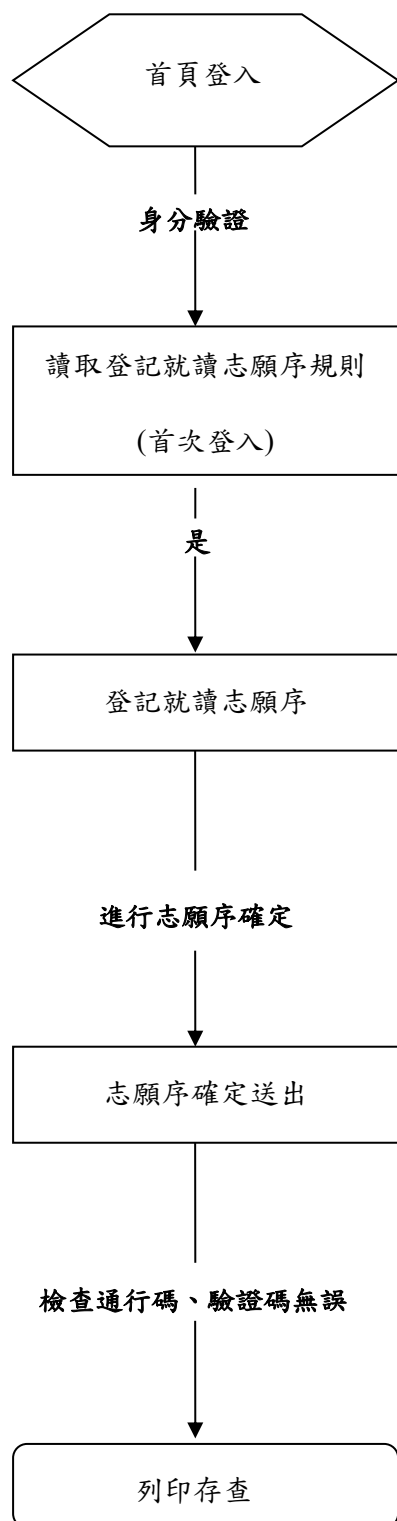 首頁登入
身分驗證
讀取登記就讀志願序規則
(首次登入)
是
登記就讀志願序
進行志願序確定
志願序確定送出
檢查通行碼、驗證碼無誤
列印存查